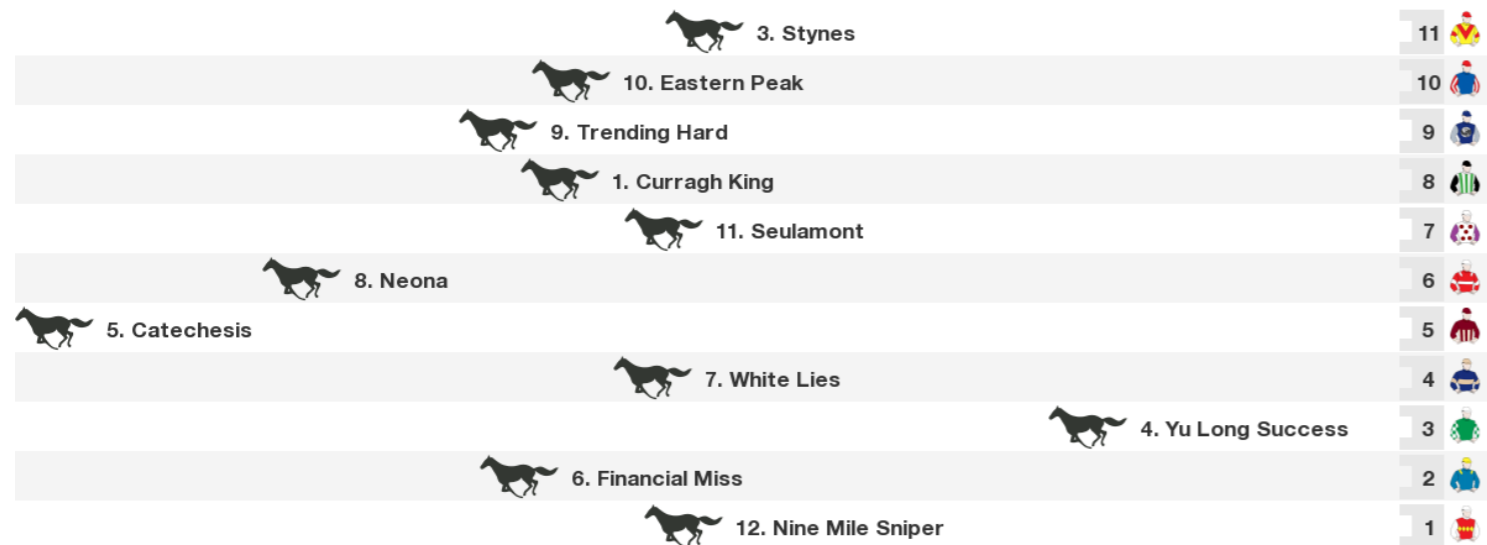 3. Stynes 11
10. Eastern Peak 10
9. Trending Hard 9
1. Curragh King 8
11. Seulamont 7
8. Neona 6
5. Catechesis 5
7. White Lies 4
4. Yu Long Success 3
6. Financial Miss 2
12. Nine Mile Sniper 1